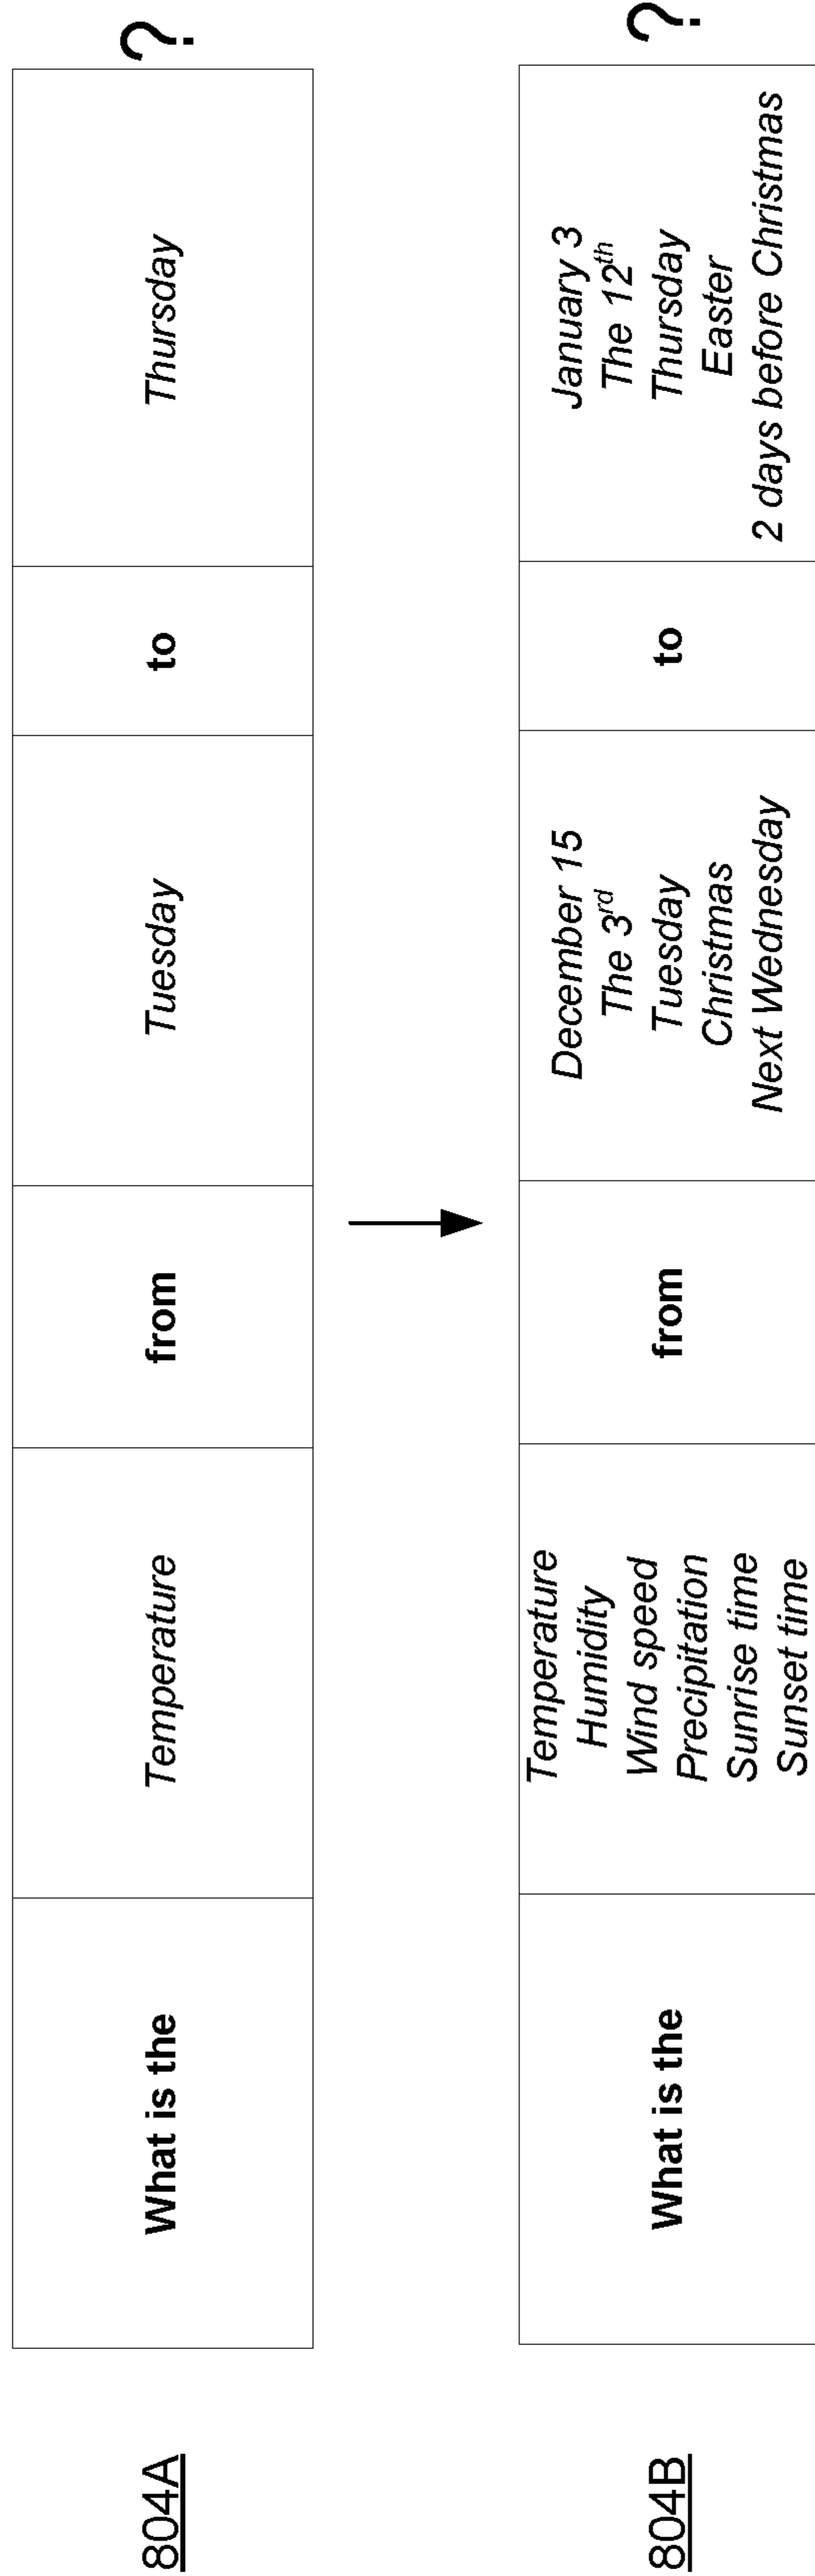 804A
What is the
Temperature
from
Tuesday
to
Thursday
?
804B
What is the
Temperature
Humidity
Wind speed
Precipitation
Sunrise time
Sunset time
from
December 15
The 3rd
Tuesday
Christmas
Next Wednesday
to
January 3
The 12th
Thursday
Easter
2 days before Christmas
?